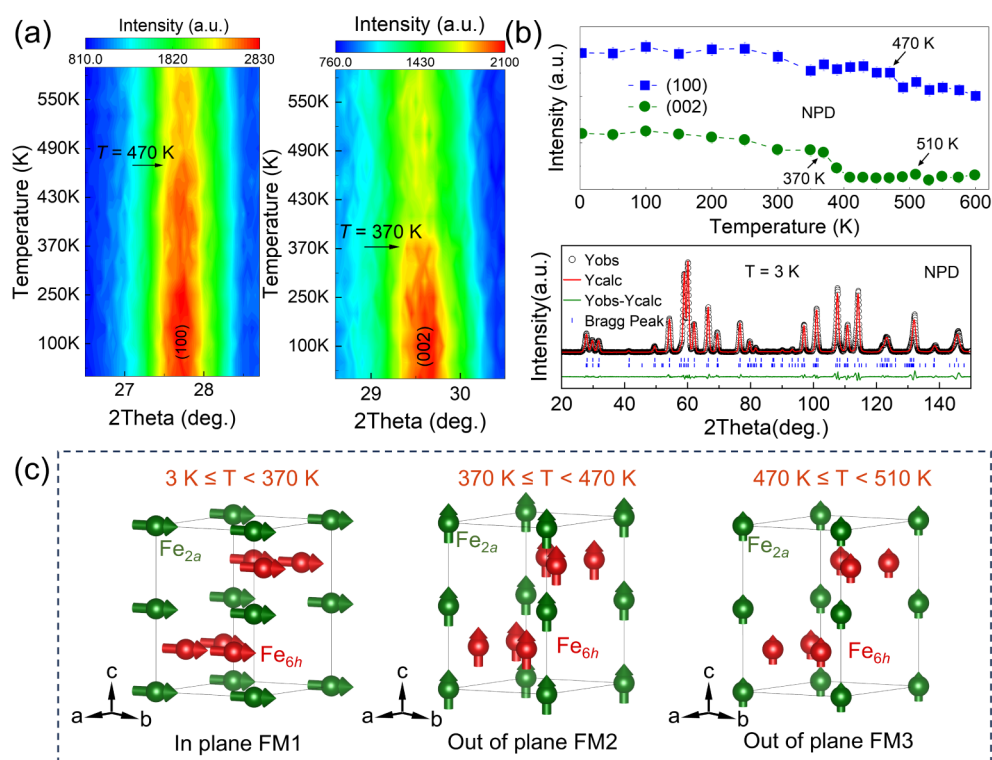 (a)
Intensity (a.u.)
810.0 1820 2830
Temperature (K)
550K
490K
430K
370K
250K
100K
T = 470 K
(100)
27 28
2Theta (deg.)
Intensity (a.u.)
760.0 1430 2100
Temperature (K)
550K
490K
430K
370K
250K
100K
T = 370 K
(002)
29 30
2Theta (deg.)
(b)
Intensity (a.u.)
470 K
(100)
(002)
NPD
510 K
370 K
0 100 200 300 400 500 600
Temperature (K)
Intensity(a.u.)
Yobs
Ycalc
Yobs-Ycalc
Bragg Peak
T = 3 K
NPD
20 40 60 80 100 120 140
2Theta(deg.)
(c)
3 K ≤ T < 370 K
Fe2a
Fe6h
c
a b
In plane FM1
370 K ≤ T < 470 K
Fe2a
Fe6h
c
a b
Out of plane FM2
470 K ≤ T < 510 K
Fe2a
Fe6h
c
a b
Out of plane FM3